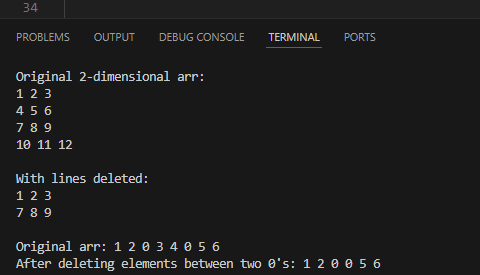 34
PROBLEMS OUTPUT DEBUG CONSOLE TERMINAL PORTS
Original 2-dimensional arr:
1 2 3
4 5 6
7 8 9
10 11 12
With lines deleted:
1 2 3
7 8 9
Original arr: 1 2 0 3 4 0 5 6
After deleting elements between two 0's: 1 2 0 0 5 6